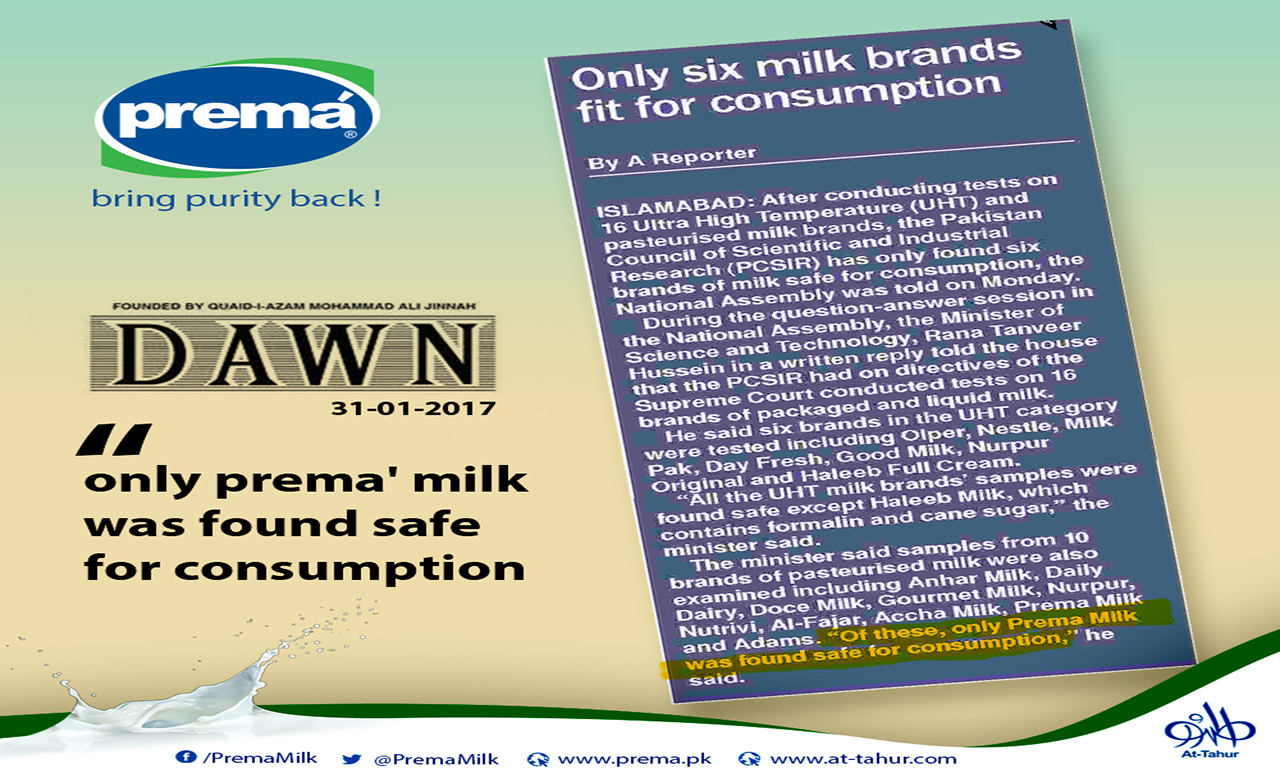 premá®
bring purity back !
FOUNDED BY QUAID-I-AZAM MOHAMMAD ALI JINNAH
DAWN
31-01-2017
“
only prema' milk
was found safe
for consumption
Only six milk brands
fit for consumption
By A Reporter
ISLAMABAD: After conducting tests on
16 Ultra High Temperature (UHT) and
pasteurised milk brands, the Pakistan
Council of Scientific and Industrial
Research (PCSIR) has only found six
brands of milk safe for consumption, the
National Assembly was told on Monday.
During the question-answer session in
the National Assembly, the Minister of
Science and Technology, Rana Tanveer
Hussein in a written reply told the house
that the PCSIR had on directives of the
Supreme Court conducted tests on 16
brands of packaged and liquid milk.
He said six brands in the UHT category
were tested including Olper, Nestle, Milk
Pak, Day Fresh, Good Milk, Nurpur
Original and Haleeb Full Cream.
“All the UHT milk brands’ samples were
found safe except Haleeb Milk, which
contains formalin and cane sugar,” the
minister said.
The minister said samples from 10
brands of pasteurised milk were also
examined including Anhar Milk, Daily
Dairy, Doce Milk, Gourmet Milk, Nurpur,
Nutrivi, Al-Fajar, Accha Milk, Prema Milk
and Adams. “Of these, only Prema Milk
was found safe for consumption,” he
said.
/PremaMilk
@PremaMilk
www.prema.pk
www.at-tahur.com
At-Tahur